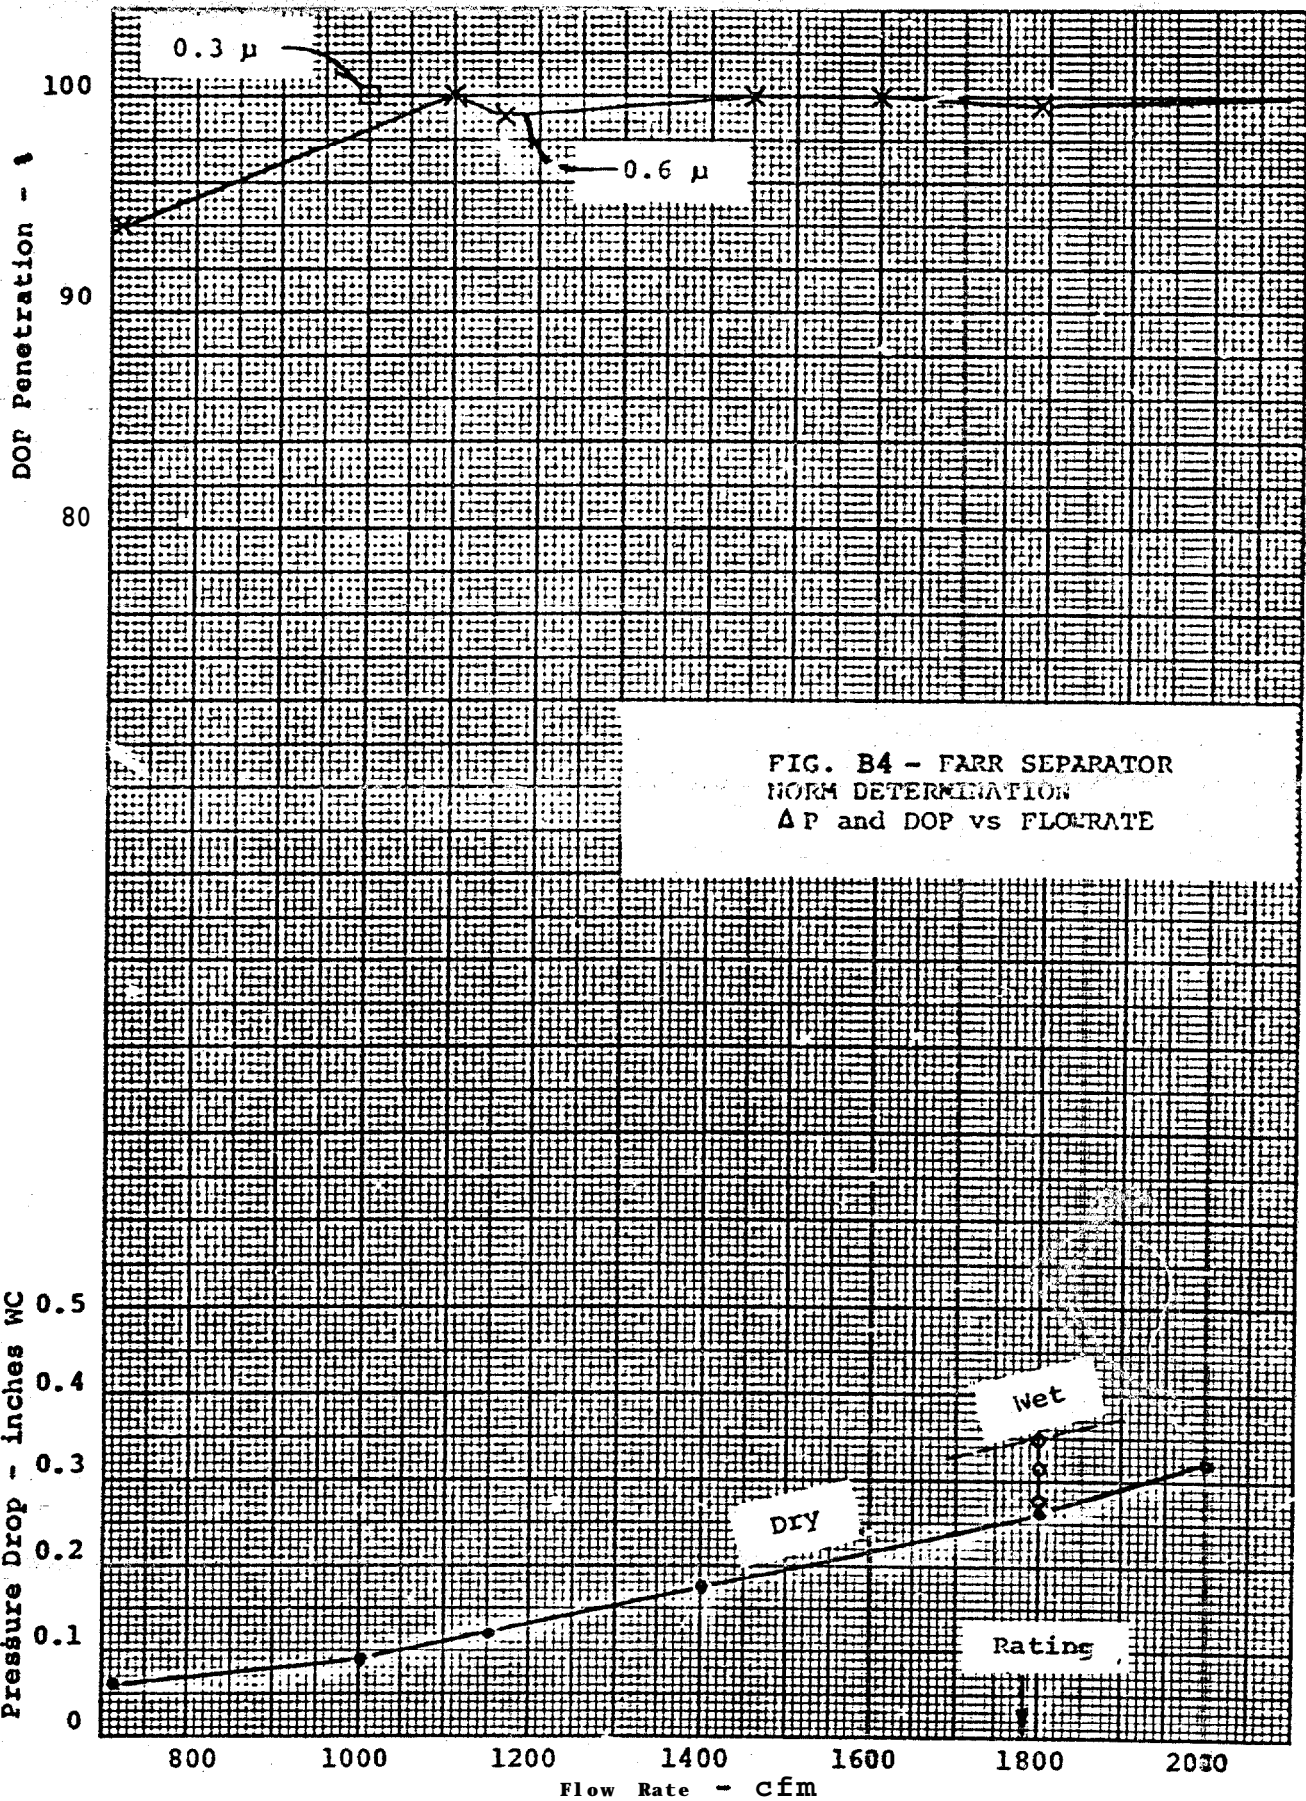 0.3 μ
100
0.6 μ
90
80
DOP Penetration - %
FIG. B4 - FARR SEPARATOR
NORM DETERMINATION
Δ P and DOP vs FLOWRATE
0.5
0.4
0.3
0.2
0.1
0
Pressure Drop - inches WC
Wet
Dry
Rating
800 1000 1200 1400 1600 1800 2000
Flow Rate - cfm